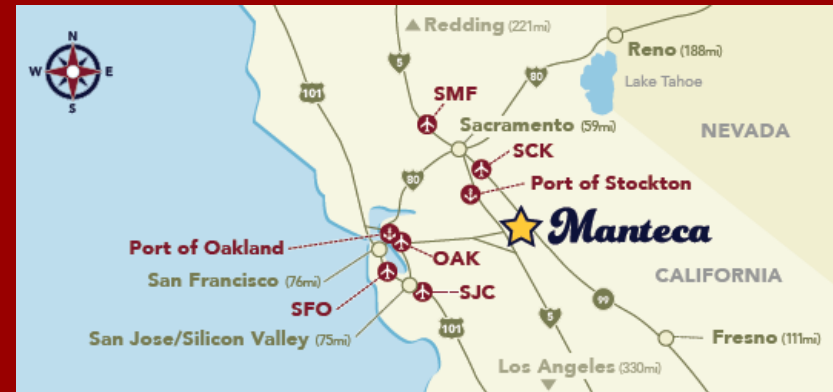 N
W E
S
Redding (221mi)
5
Reno (188mi)
80
Lake Tahoe
101
SMF
Sacramento (59mi)
NEVADA
SCK
80
Port of Stockton
Manteca
Port of Oakland
OAK
San Francisco (76mi)
CALIFORNIA
SFO
SJC
99
San Jose/Silicon Valley (75mi)
101
5
Fresno (111mi)
Los Angeles (330mi)